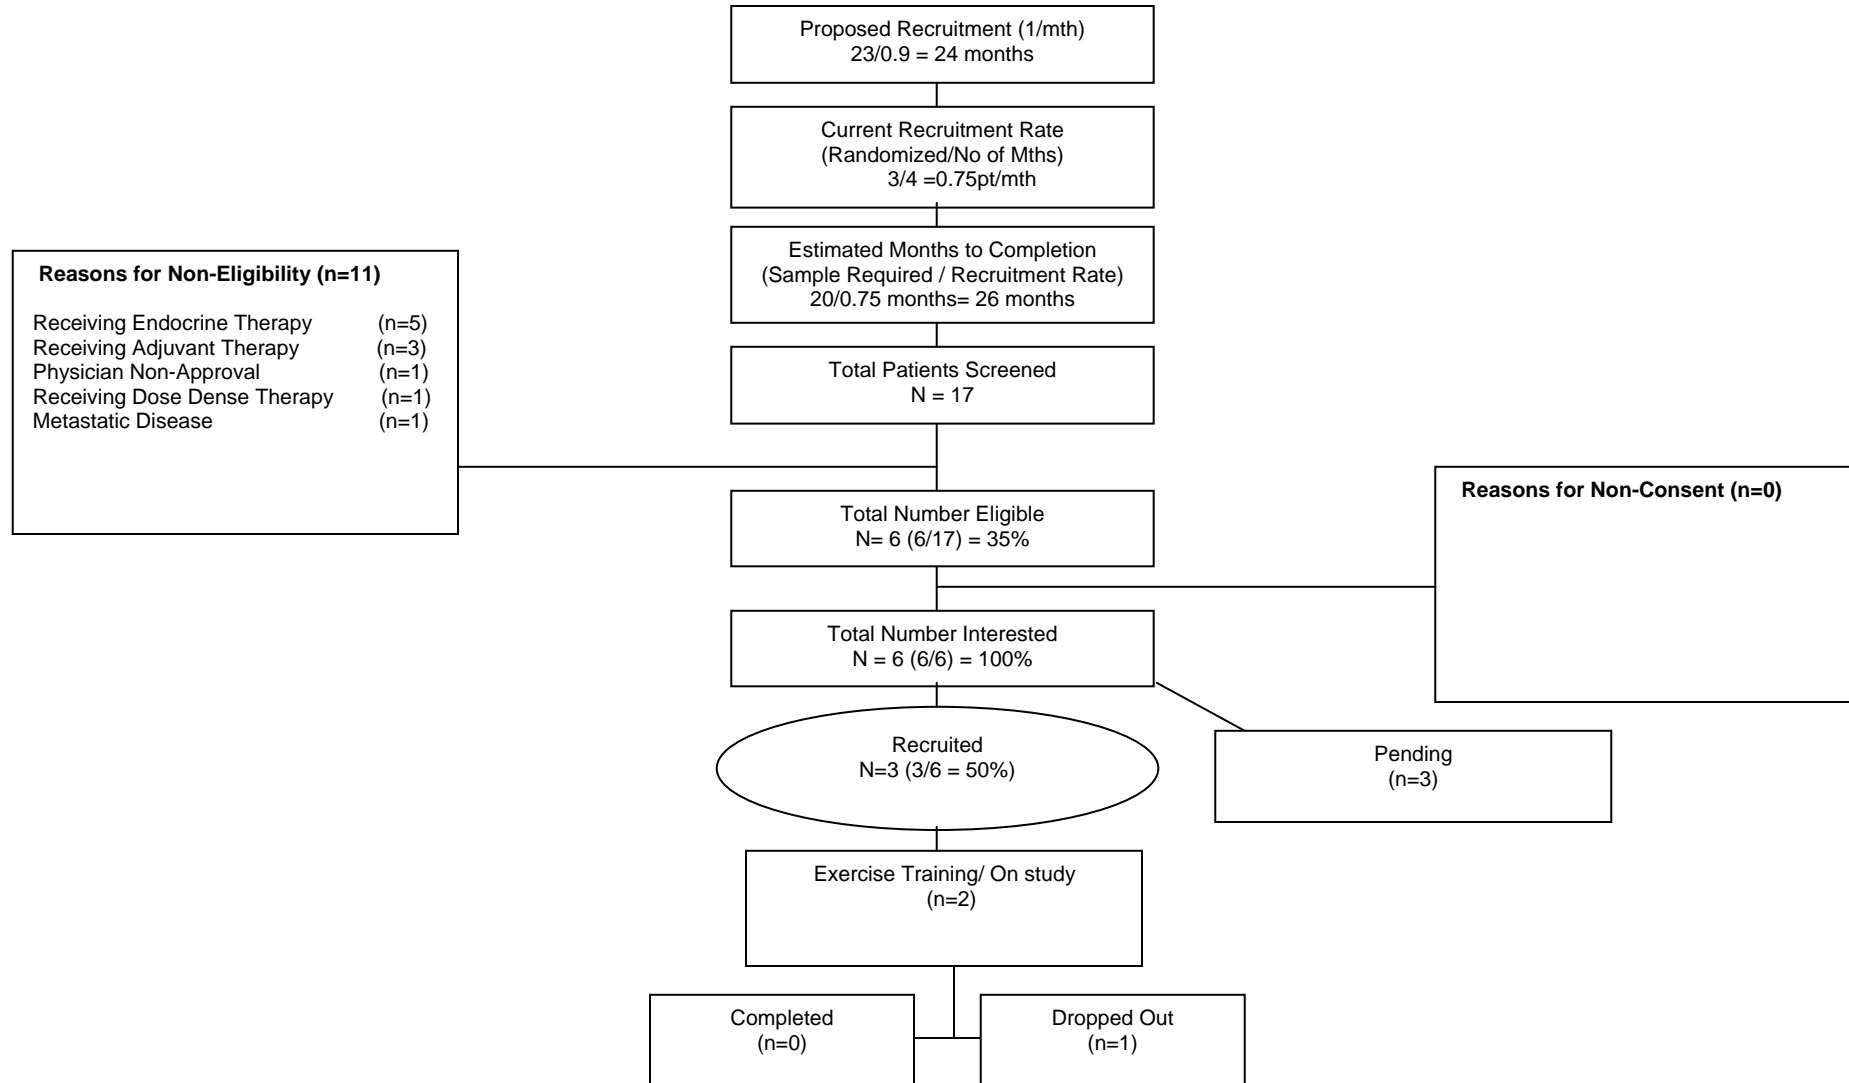 Proposed Recruitment (1/mth)
23/0.9 = 24 months
Current Recruitment Rate
(Randomized/No of Mths)
3/4 =0.75pt/mth
Estimated Months to Completion
(Sample Required / Recruitment Rate)
20/0.75 months= 26 months
Reasons for Non-Eligibility (n=11)
Receiving Endocrine Therapy (n=5)
Receiving Adjuvant Therapy (n=3)
Physician Non-Approval (n=1)
Receiving Dose Dense Therapy (n=1)
Metastatic Disease (n=1)
Total Patients Screened
N = 17
Total Number Eligible
N= 6 (6/17) = 35%
Reasons for Non-Consent (n=0)
Total Number Interested
N = 6 (6/6) = 100%
Recruited
N=3 (3/6 = 50%)
Pending
(n=3)
Exercise Training/ On study
(n=2)
Completed
(n=0)
Dropped Out
(n=1)